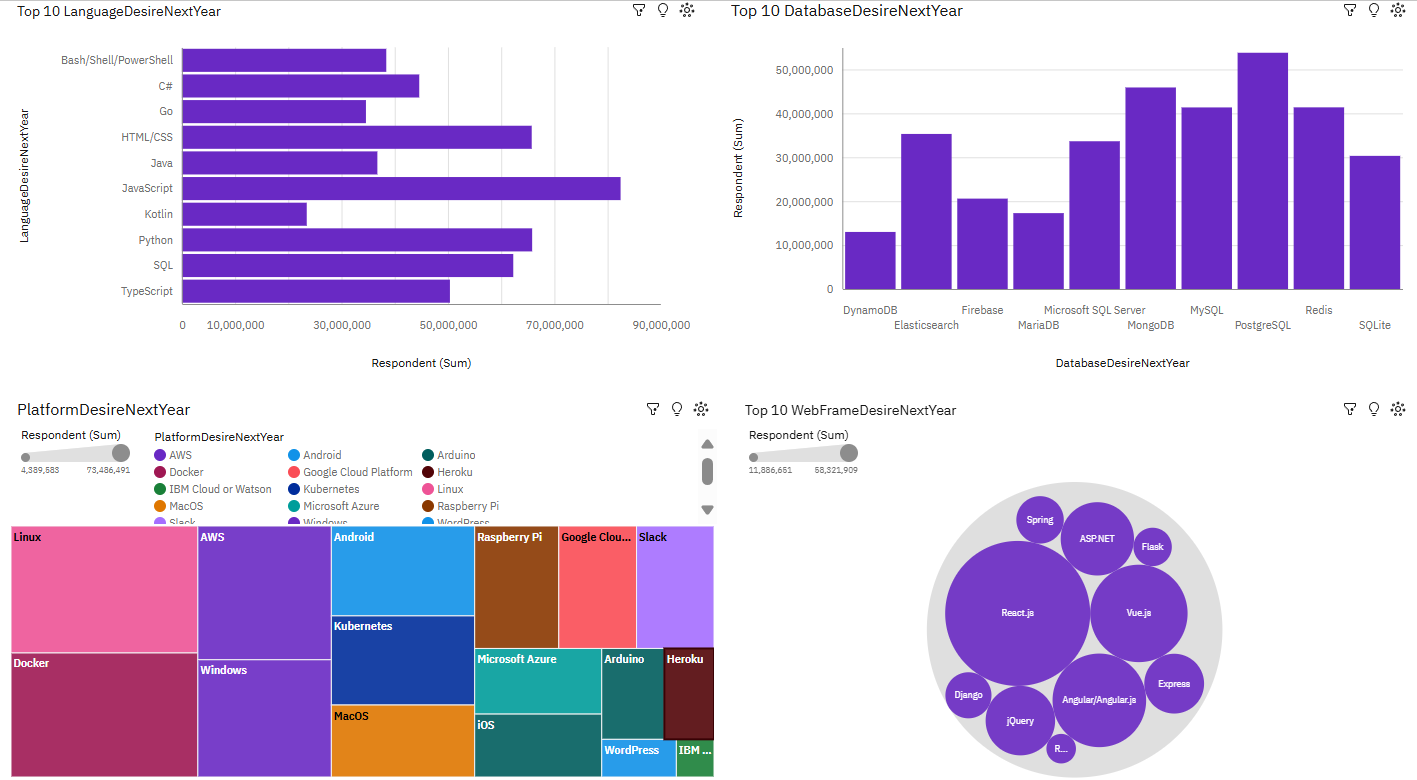 Top 10 LanguageDesireNextYear
LanguageDesireNextYear
Bash/Shell/PowerShell
C#
Go
HTML/CSS
Java
JavaScript
Kotlin
Python
SQL
TypeScript
0 10,000,000 30,000,000 50,000,000 70,000,000 90,000,000
Respondent (Sum)
Top 10 DatabaseDesireNextYear
Respondent (Sum)
50,000,000
40,000,000
30,000,000
20,000,000
10,000,000
0
DynamoDB Firebase Microsoft SQL Server MySQL Redis
Elasticsearch MariaDB MongoDB PostgreSQL SQLite
DatabaseDesireNextYear
PlatformDesireNextYear
Respondent (Sum)
4,389,583 73,486,491
PlatformDesireNextYear
AWS Android Arduino
Docker Google Cloud Platform Heroku
IBM Cloud or Watson Kubernetes Linux
MacOS Microsoft Azure Raspberry Pi
Slack Windows WordPress
Linux AWS Android Raspberry Pi Google Clou... Slack
Kubernetes
Docker Windows Microsoft Azure Arduino Heroku
MacOS iOS
WordPress IBM ...
Top 10 WebFrameDesireNextYear
Respondent (Sum)
11,886,651 58,321,909
Spring
ASP.NET
Flask
React.js
Vue.js
Django
Angular/Angular.js
Express
jQuery
R...